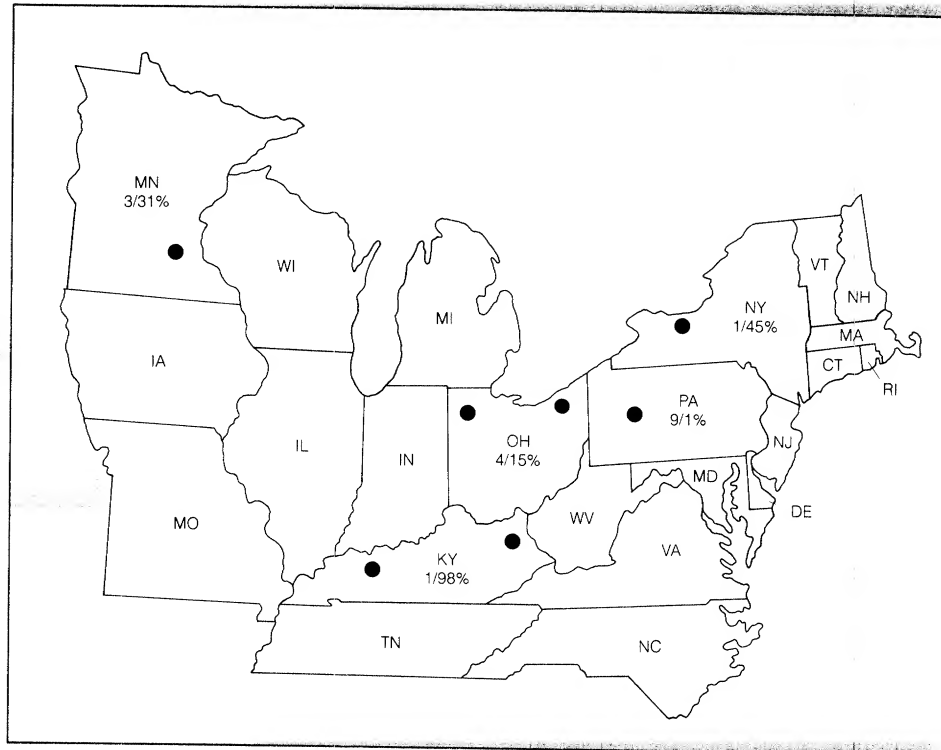 MN
3/31%
WI
VT
NH
MI
NY
1/45%
MA
IA
CT
RI
PA
9/1%
OH
4/15%
NJ
IL
IN
MD
DE
MO
WV
VA
KY
1/98%
TN
NC